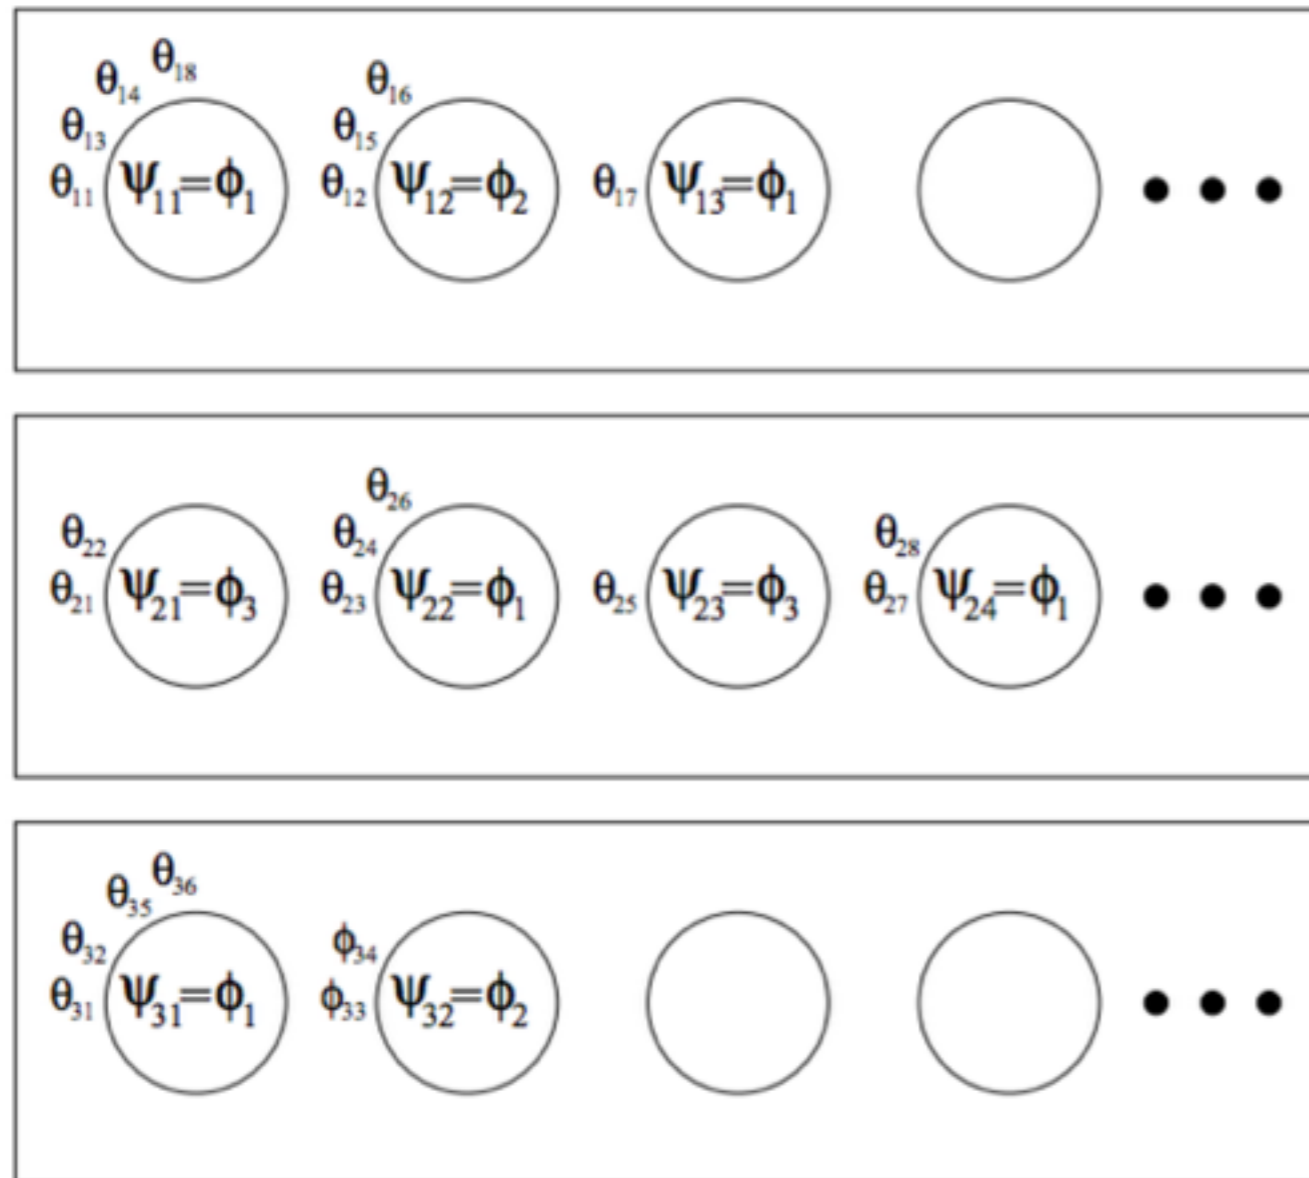 θ₁₈
θ₁₄ θ₁₆
θ₁₃ θ₁₅
θ₁₁ ψ₁₁=ϕ₁ θ₁₂ ψ₁₂=ϕ₂ θ₁₇ ψ₁₃=ϕ₁
θ₂₆
θ₂₂ θ₂₄ θ₂₈
θ₂₁ ψ₂₁=ϕ₃ θ₂₃ ψ₂₂=ϕ₁ θ₂₅ ψ₂₃=ϕ₃ θ₂₇ ψ₂₄=ϕ₁
θ₃₆
θ₃₅
θ₃₂ ϕ₃₄
θ₃₁ ψ₃₁=ϕ₁ ϕ₃₃ ψ₃₂=ϕ₂